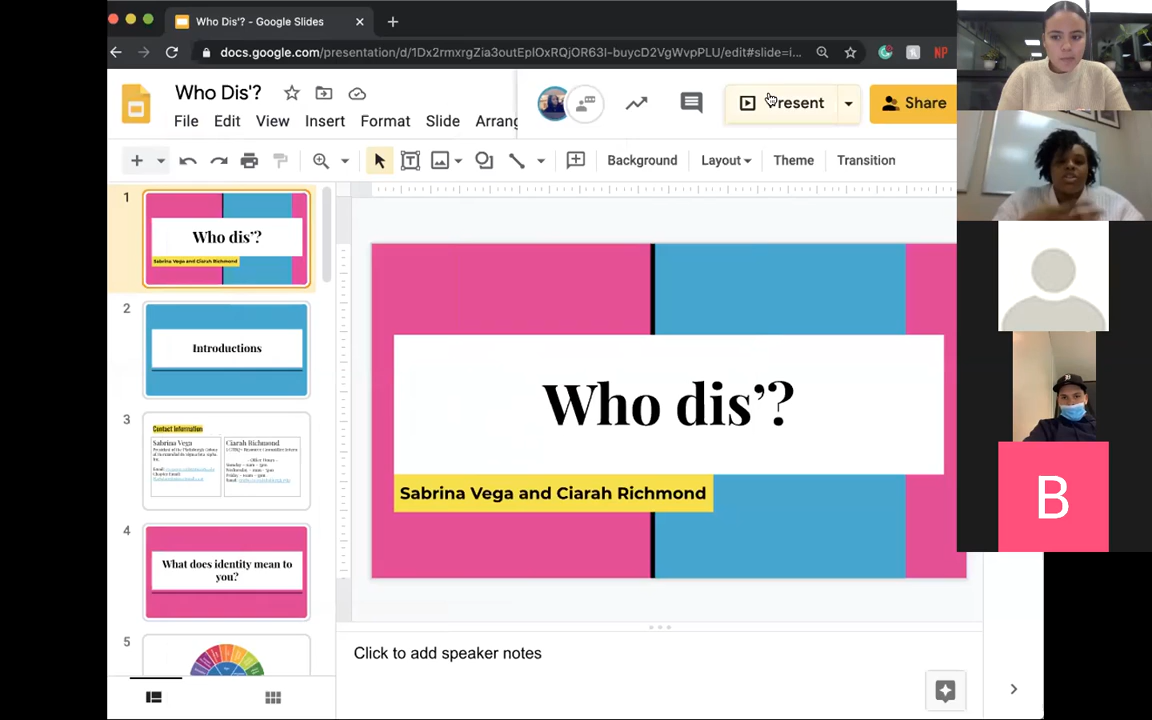 Who Dis'? - Google Slides
docs.google.com/presentation/d/1Dx2rmxrgZia3outEpIOxRQjOR63I-buycD2VgWvpPLU/edit#slide=i...
NP
Who Dis'?
Present
Share
File Edit View Insert Format Slide Arrang
Background Layout Theme Transition
1
Who dis'?
Sabrina Vega and Ciarah Richmond
2
Introductions
3
Contact Information
Sabrina Vega
Ciarah Richmond
4
What does identity mean to
you?
5
Who dis'?
Sabrina Vega and Ciarah Richmond
Click to add speaker notes
B